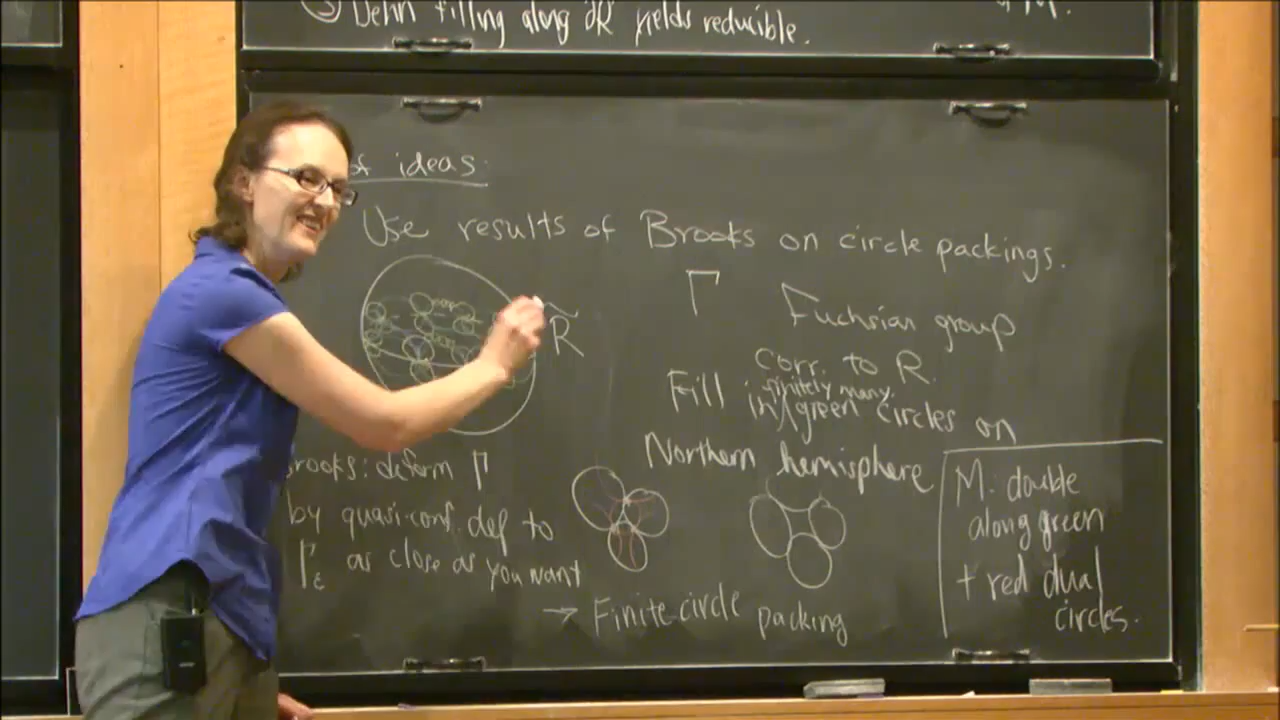 ③ Dehn filling along ∂R yields reducible.
of ideas.
Use results of Brooks on circle packings.
Γ Fuchsian group
corr. to R.
R̃
Fill in finitely many green circles on
Northern hemisphere
Brooks: deform Γ
by quasi-conf. def to
Γε as close as you want
→ Finite circle packing
M: double
along green
+ red dual
circles.